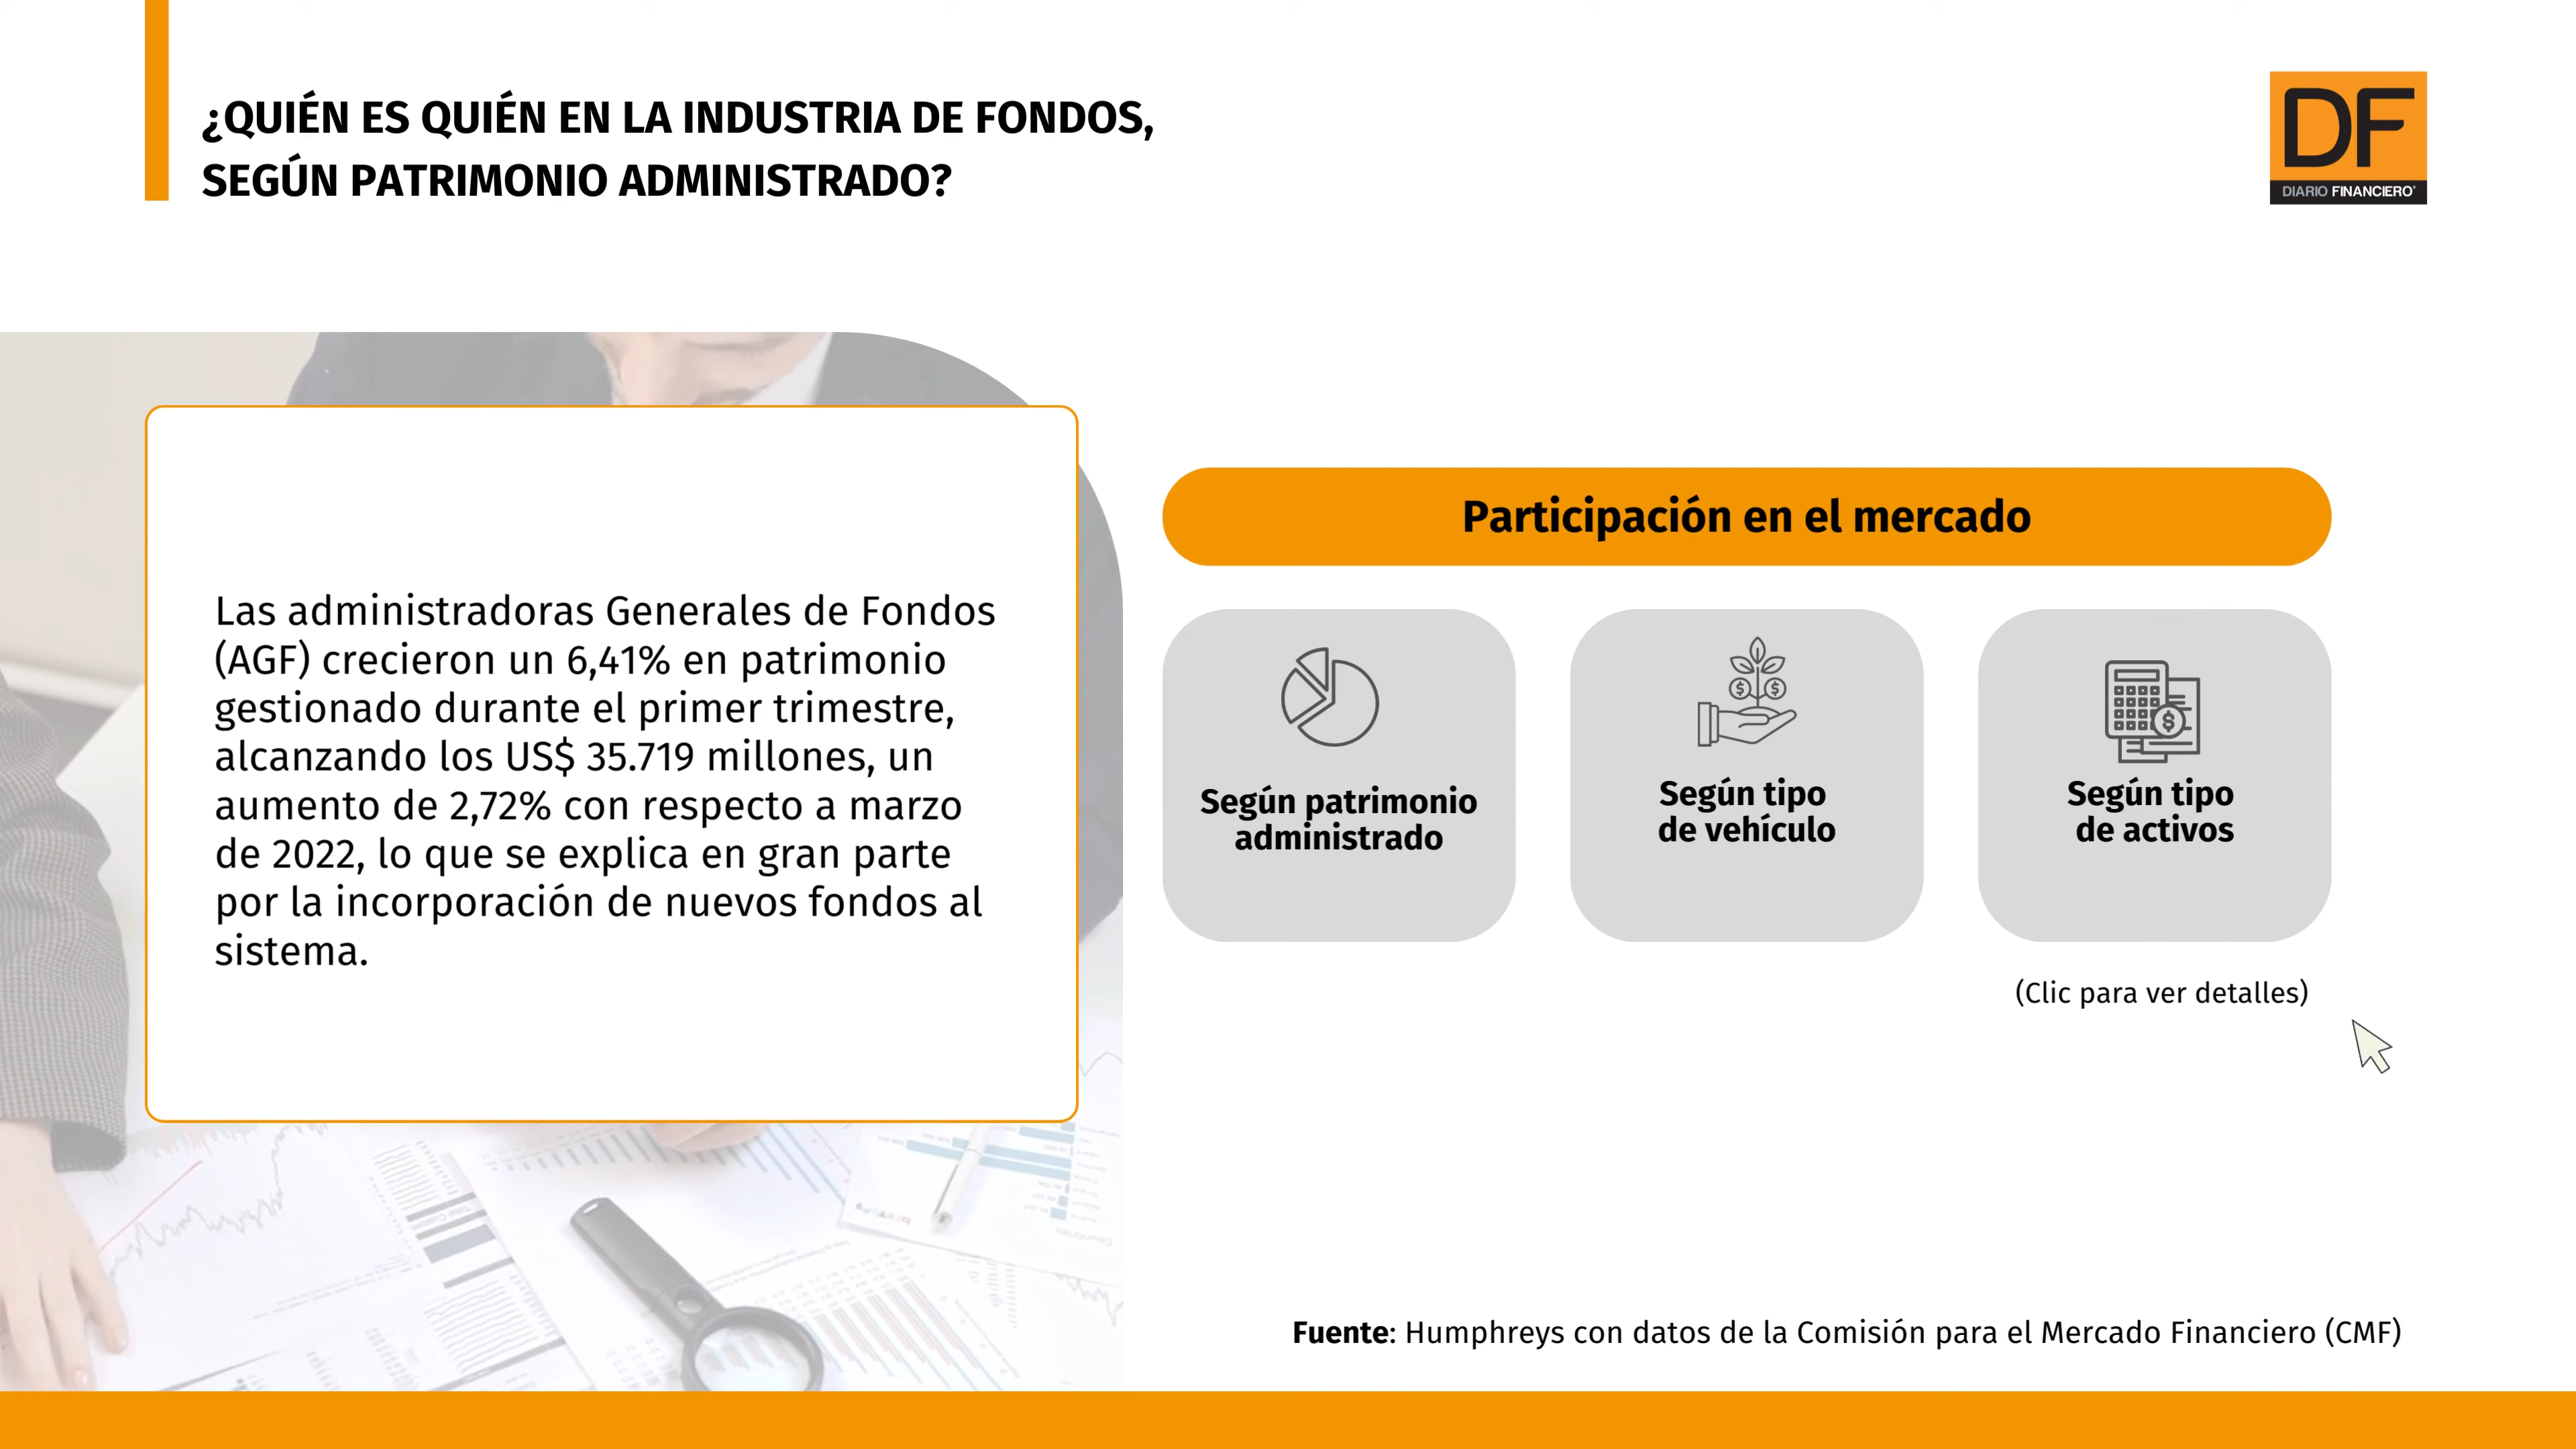 ¿QUIÉN ES QUIÉN EN LA INDUSTRIA DE FONDOS,
SEGÚN PATRIMONIO ADMINISTRADO?
DF
DIARIO FINANCIERO
Las administradoras Generales de Fondos
(AGF) crecieron un 6,41% en patrimonio
gestionado durante el primer trimestre,
alcanzando los US$ 35.719 millones, un
aumento de 2,72% con respecto a marzo
de 2022, lo que se explica en gran parte
por la incorporación de nuevos fondos al
sistema.
Participación en el mercado
Según patrimonio
administrado
Según tipo
de vehículo
Según tipo
de activos
(Clic para ver detalles)
Fuente: Humphreys con datos de la Comisión para el Mercado Financiero (CMF)